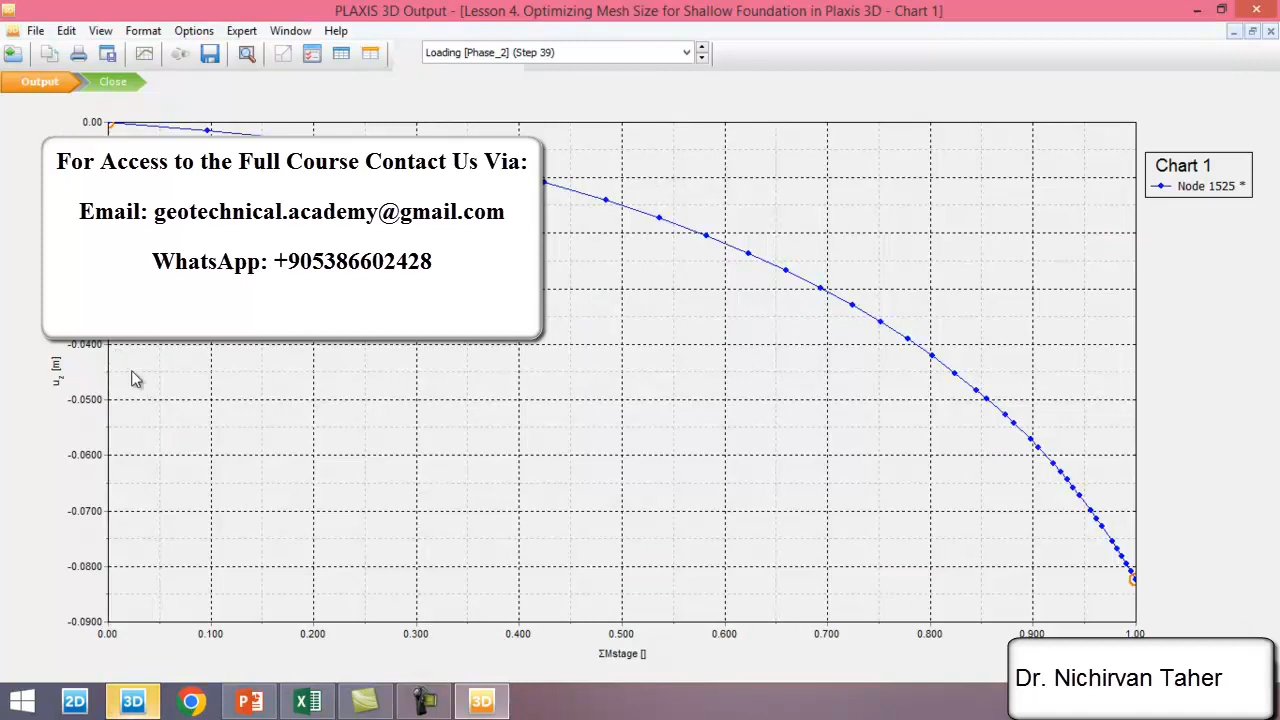 PLAXIS 3D Output - [Lesson 4. Optimizing Mesh Size for Shallow Foundation in Plaxis 3D - Chart 1]
File Edit View Format Options Expert Window Help
Loading [Phase_2] (Step 39)
Output Close
0.00
For Access to the Full Course Contact Us Via:
Email: geotechnical.academy@gmail.com
WhatsApp: +905386602428
Chart 1
Node 1525 *
-0.0400
-0.0500
-0.0600
-0.0700
-0.0800
-0.0900
uz [m]
0.00 0.100 0.200 0.300 0.400 0.500 0.600 0.700 0.800 0.900 1.00
ΣMstage []
Dr. Nichirvan Taher
2D 3D 3D